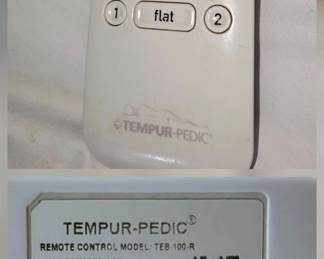 1 flat 2
TEMPUR-PEDIC®
TEMPUR-PEDIC®
REMOTE CONTROL MODEL: TEB-100-R